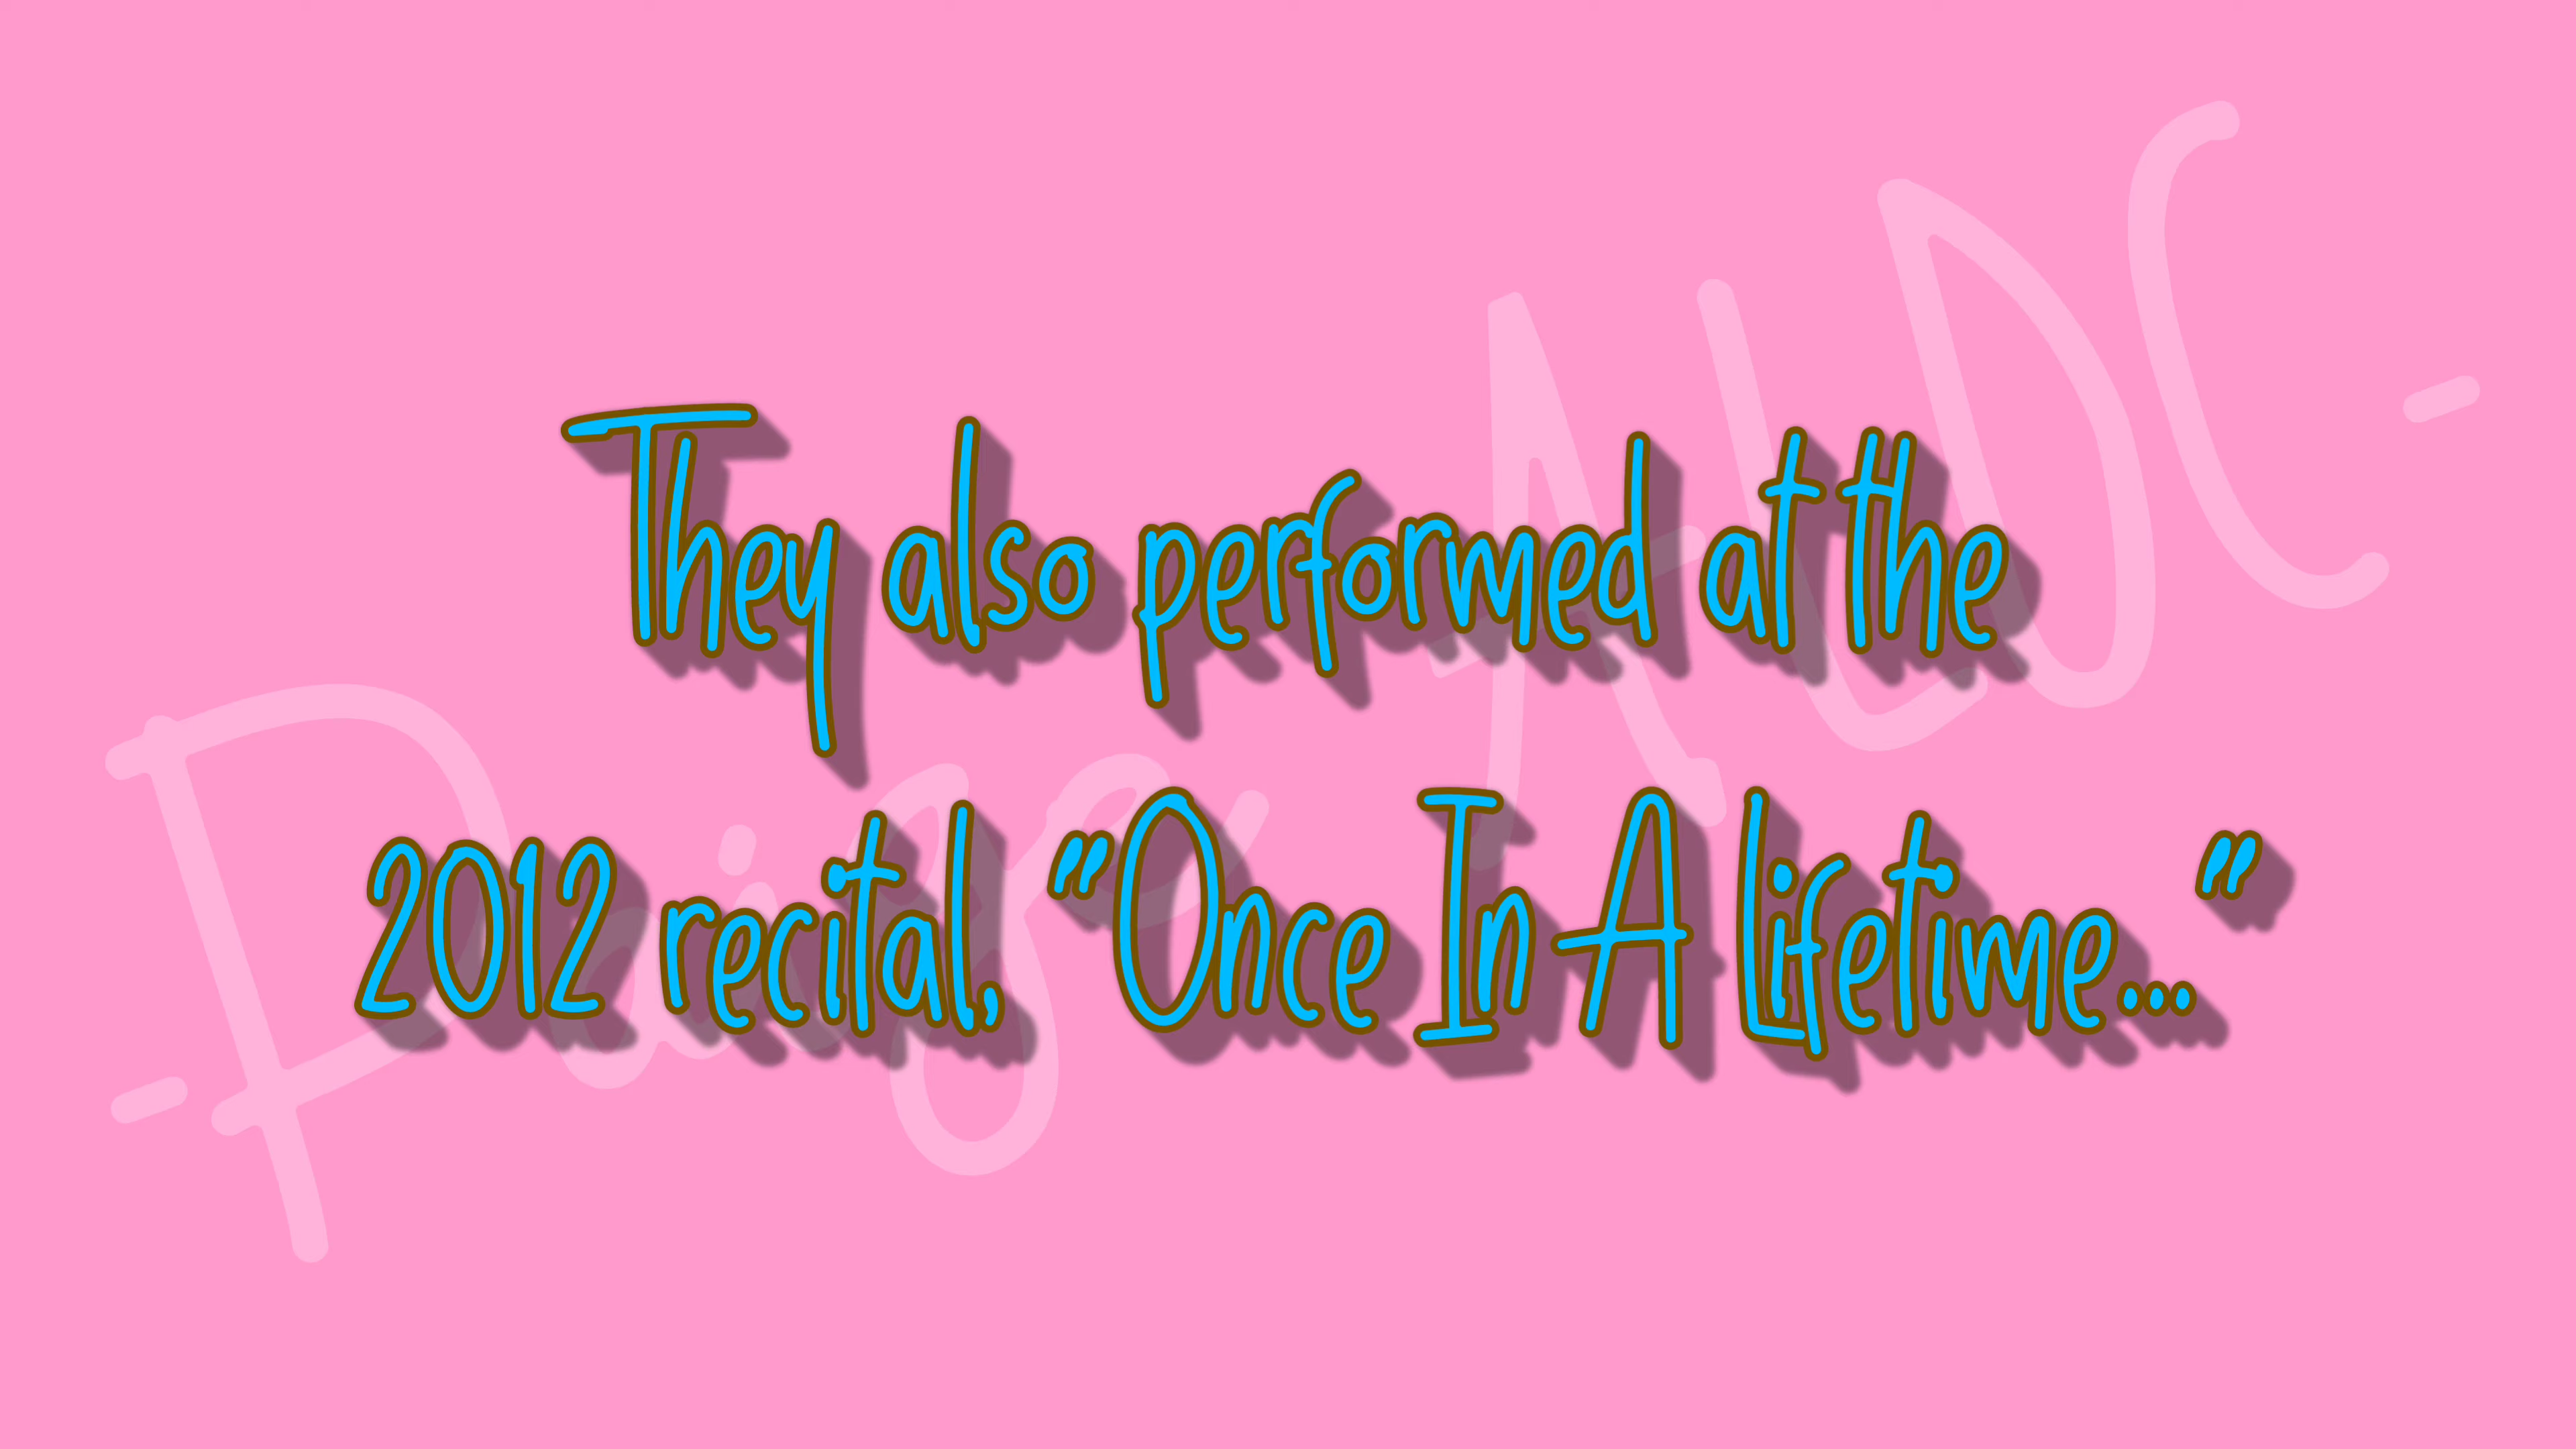 They also performed at the
2012 recital, "Once In A Lifetime..."
- Paige ALDC -